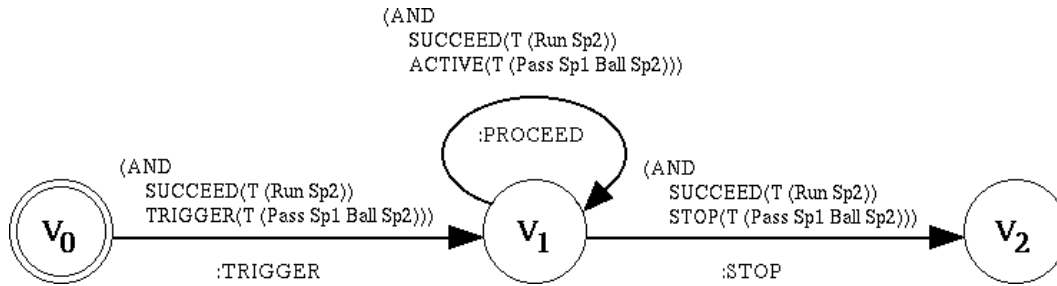 (AND
SUCCEED(T (Run Sp2))
ACTIVE(T (Pass Sp1 Ball Sp2)))
:PROCEED
(AND
SUCCEED(T (Run Sp2))
TRIGGER(T (Pass Sp1 Ball Sp2)))
(AND
SUCCEED(T (Run Sp2))
STOP(T (Pass Sp1 Ball Sp2)))
V0
V1
V2
:TRIGGER
:STOP